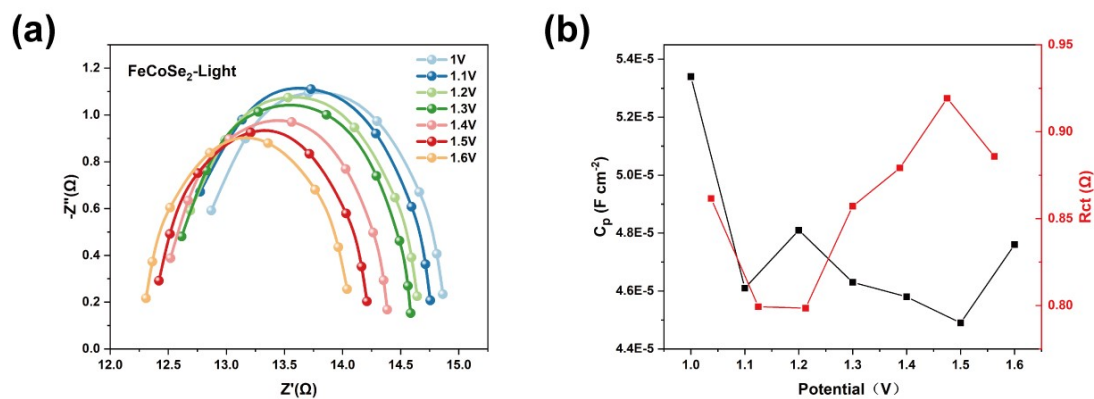 (a)
FeCoSe₂-Light
1V
1.1V
1.2V
1.3V
1.4V
1.5V
1.6V
-Z''(Ω)
1.2
1.0
0.8
0.6
0.4
0.2
0.0
12.0 12.5 13.0 13.5 14.0 14.5 15.0
Z'(Ω)
(b)
Cₚ (F cm⁻²)
5.4E-5
5.2E-5
5.0E-5
4.8E-5
4.6E-5
4.4E-5
1.0 1.1 1.2 1.3 1.4 1.5 1.6
Potential（V）
0.95
0.90
0.85
0.80
Rct (Ω)